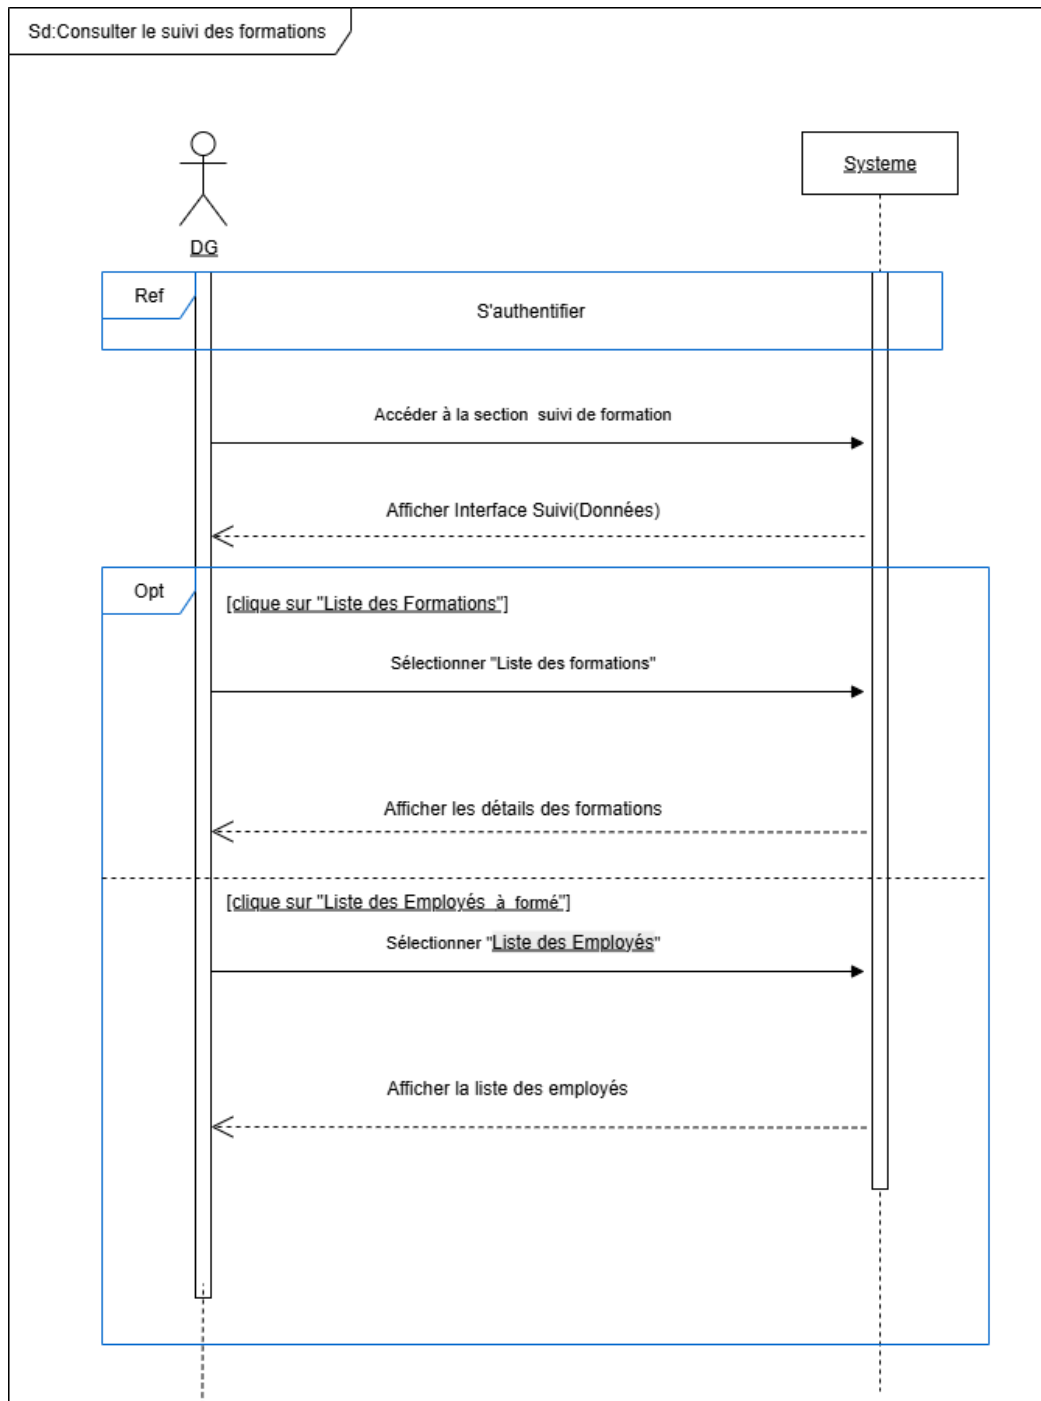 Sd:Consulter le suivi des formations
Systeme
DG
Ref
S'authentifier
Accéder à la section suivi de formation
Afficher Interface Suivi(Données)
Opt
[clique sur "Liste des Formations"]
Sélectionner "Liste des formations"
Afficher les détails des formations
[clique sur "Liste des Employés à formé"]
Sélectionner "Liste des Employés"
Afficher la liste des employés